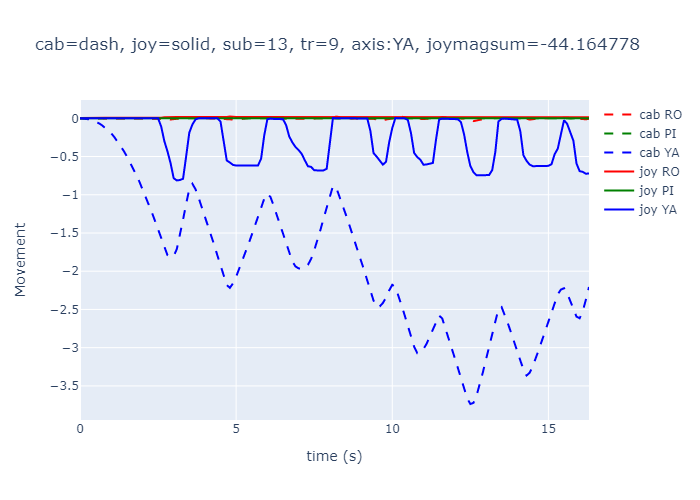 cab=dash, joy=solid, sub=13, tr=9, axis:YA, joymagsum=-44.164778
0
−0.5
−1
−1.5
−2
−2.5
−3
−3.5
Movement
0
5
10
15
time (s)
cab RO
cab PI
cab YA
joy RO
joy PI
joy YA